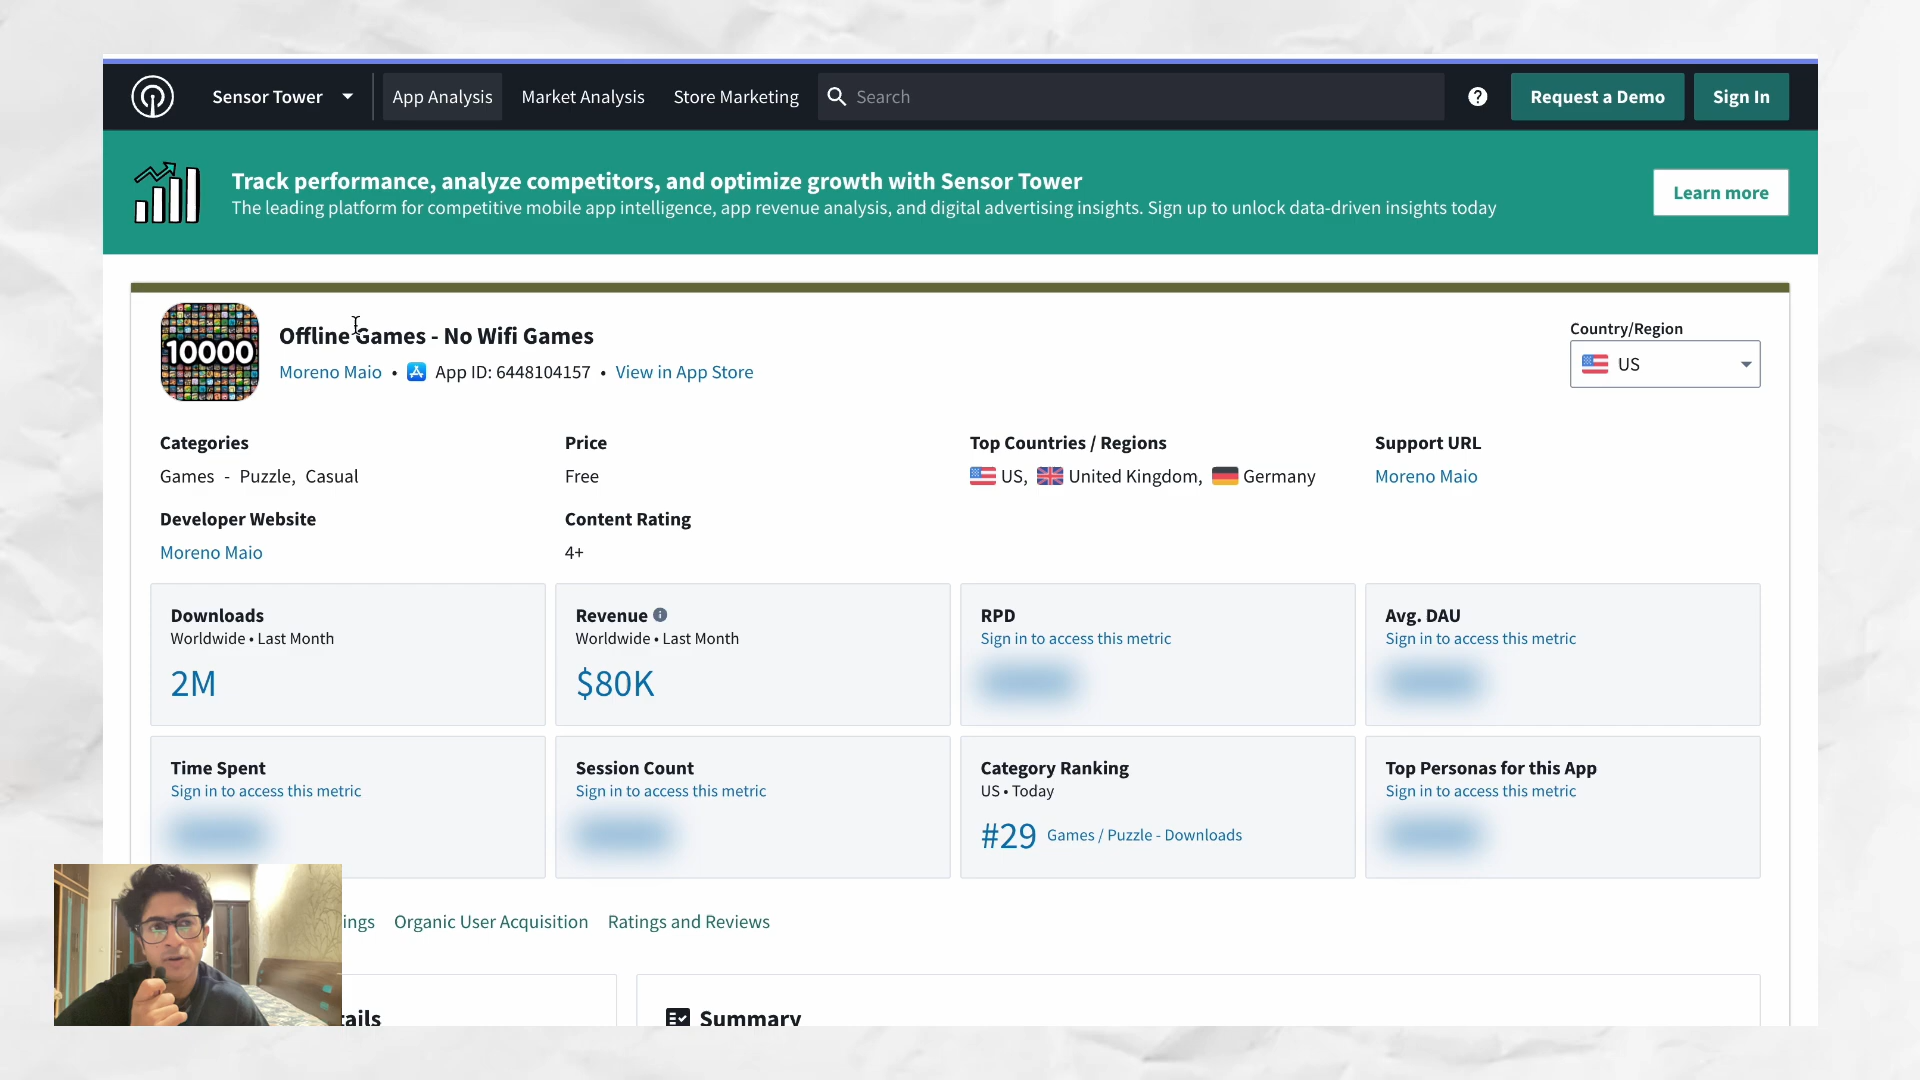 Sensor Tower
App Analysis
Market Analysis
Store Marketing
Search
Request a Demo
Sign In
Track performance, analyze competitors, and optimize growth with Sensor Tower
The leading platform for competitive mobile app intelligence, app revenue analysis, and digital advertising insights. Sign up to unlock data-driven insights today
Learn more
10000
Offline Games - No Wifi Games
Moreno Maio • App ID: 6448104157 • View in App Store
Country/Region
US
Categories
Games - Puzzle, Casual
Price
Free
Top Countries / Regions
US, United Kingdom, Germany
Support URL
Moreno Maio
Developer Website
Moreno Maio
Content Rating
4+
Downloads
Worldwide • Last Month
2M
Revenue
Worldwide • Last Month
$80K
RPD
Sign in to access this metric
Avg. DAU
Sign in to access this metric
Time Spent
Sign in to access this metric
Session Count
Sign in to access this metric
Category Ranking
US • Today
#29 Games / Puzzle - Downloads
Top Personas for this App
Sign in to access this metric
ings
Organic User Acquisition
Ratings and Reviews
tails
Summary